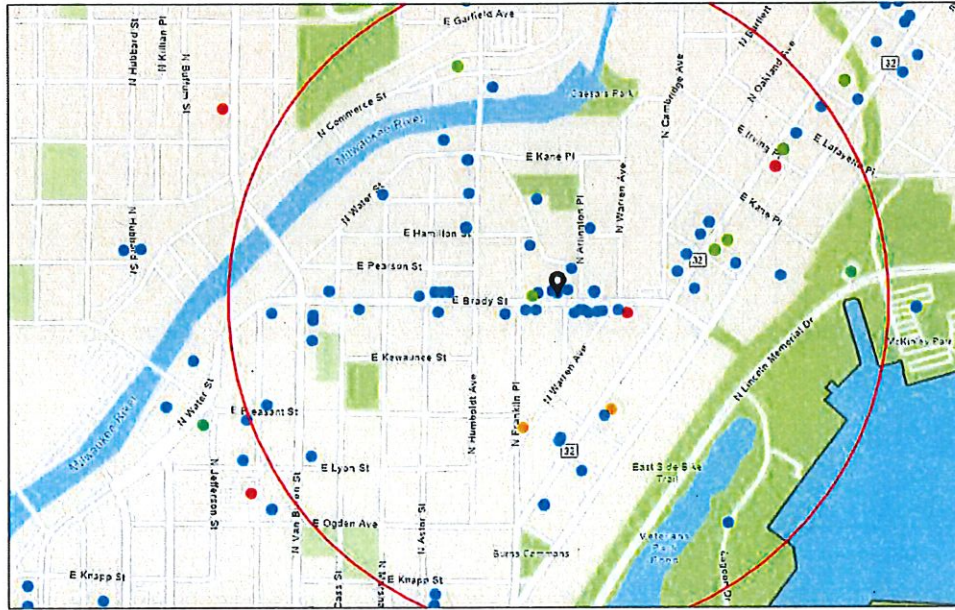 N Hubbard St
N Killian Pl
N Buffum St
E Garfield Ave
N Commerce St
Milwaukee River
Caesars Park
N Cambridge Ave
N Bartlett
N Oakland Ave
32
E Irving Pl
E Lafayette Pl
E Kane Pl
E Kane Pl
N Water St
N Hubbard St
E Hamilton St
N Arlington Pl
N Warren Ave
32
E Pearson St
E Brady St
N Lincoln Memorial Dr
McKinley Park
E Kewaunee St
N Warren Ave
N Humboldt Ave
N Franklin Pl
Milwaukee River
N Water St
E Pleasant St
32
N Jefferson St
E Lyon St
East Side Bike
Trail
N Van Buren St
E Ogden Ave
N Astor St
Veterans
Park
Pond
Burns Commons
E Knapp St
Cass St
E Knapp St
Lagoon Dr